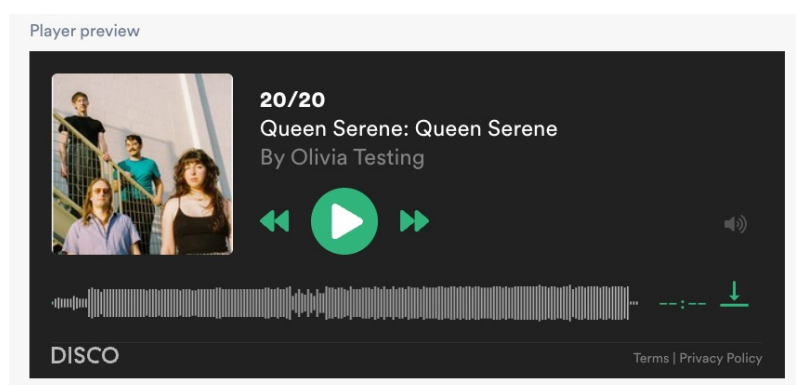 Player preview
20/20
Queen Serene: Queen Serene
By Olivia Testing
--:--
DISCO
Terms | Privacy Policy